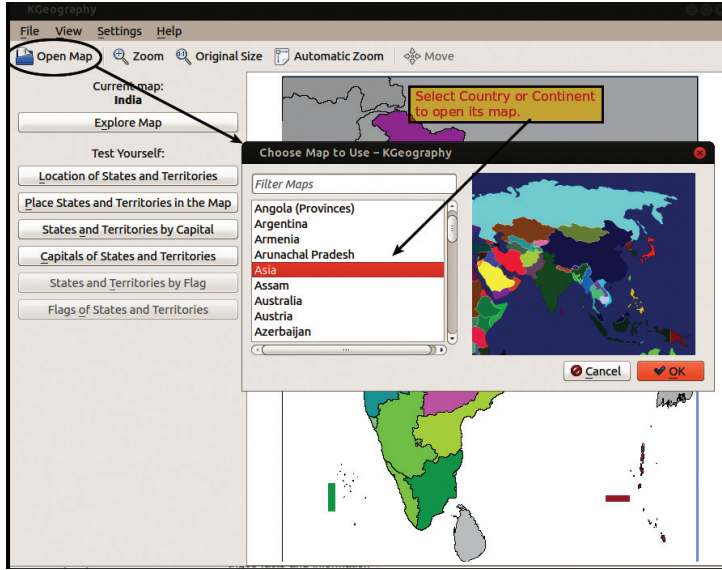 KGeography
File View Settings Help
Open Map Zoom Original Size Automatic Zoom Move
Current map:
India
Explore Map
Test Yourself:
Location of States and Territories
Place States and Territories in the Map
States and Territories by Capital
Capitals of States and Territories
States and Territories by Flag
Flags of States and Territories
Select Country or Continent
to open its map.
Choose Map to Use – KGeography
Filter Maps
Angola (Provinces)
Argentina
Armenia
Arunachal Pradesh
Asia
Assam
Australia
Austria
Azerbaijan
Cancel OK